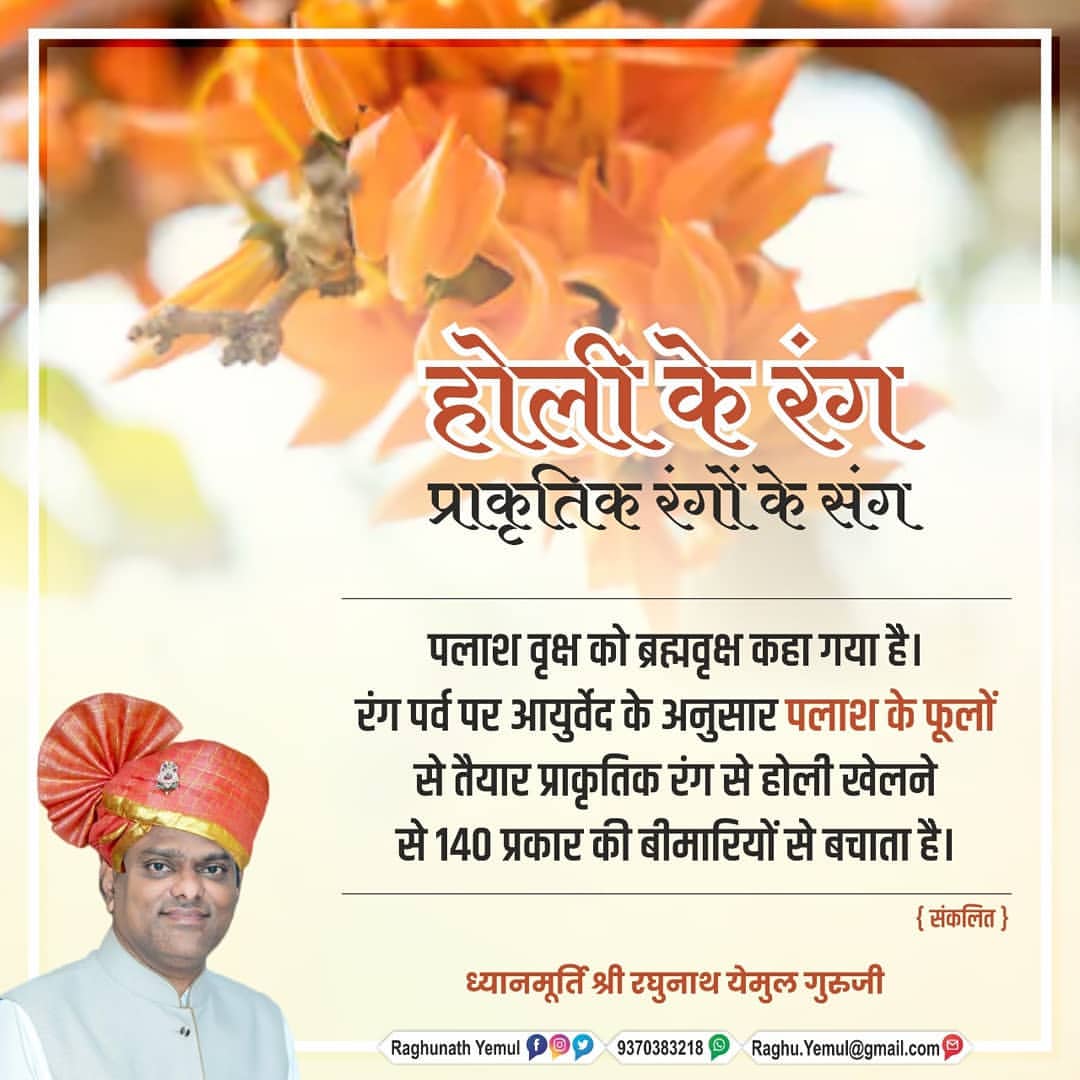 होली के रंग
प्राकृतिक रंगों के संग
पलाश वृक्ष को ब्रह्मवृक्ष कहा गया है।
रंग पर्व पर आयुर्वेद के अनुसार पलाश के फूलों
से तैयार प्राकृतिक रंग से होली खेलने
से 140 प्रकार की बीमारियों से बचाता है।
{ संकलित }
ध्यानमूर्ति श्री रघुनाथ येमुल गुरुजी
Raghunath Yemul 9370383218 Raghu.Yemul@gmail.com